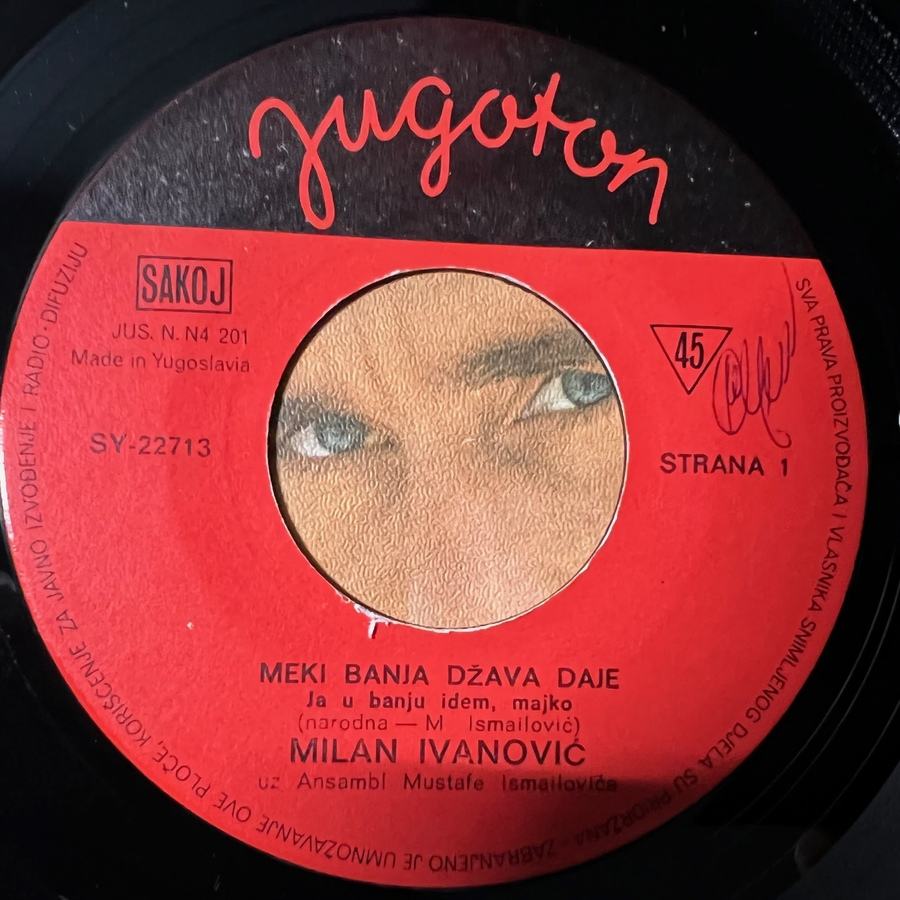 jugoton
SAKOJ
JUS. N. N4 201
Made in Yugoslavia
45
SY-22713
STRANA 1
MEKI BANJA DŽAVA DAJE
Ja u banju idem, majko
(narodna — M Ismailović)
MILAN IVANOVIĆ
uz Ansambl Mustafe Ismailovića
SVA PRAVA PROIZVOĐAČA I VLASNIKA SNIMLJENOG DJELA SU PRIDRŽANA - ZABRANJENO JE UMNOŽAVANJE OVE PLOČE, KORIŠĆENJE ZA JAVNO IZVOĐENJE I RADIO-DIFUZIJU